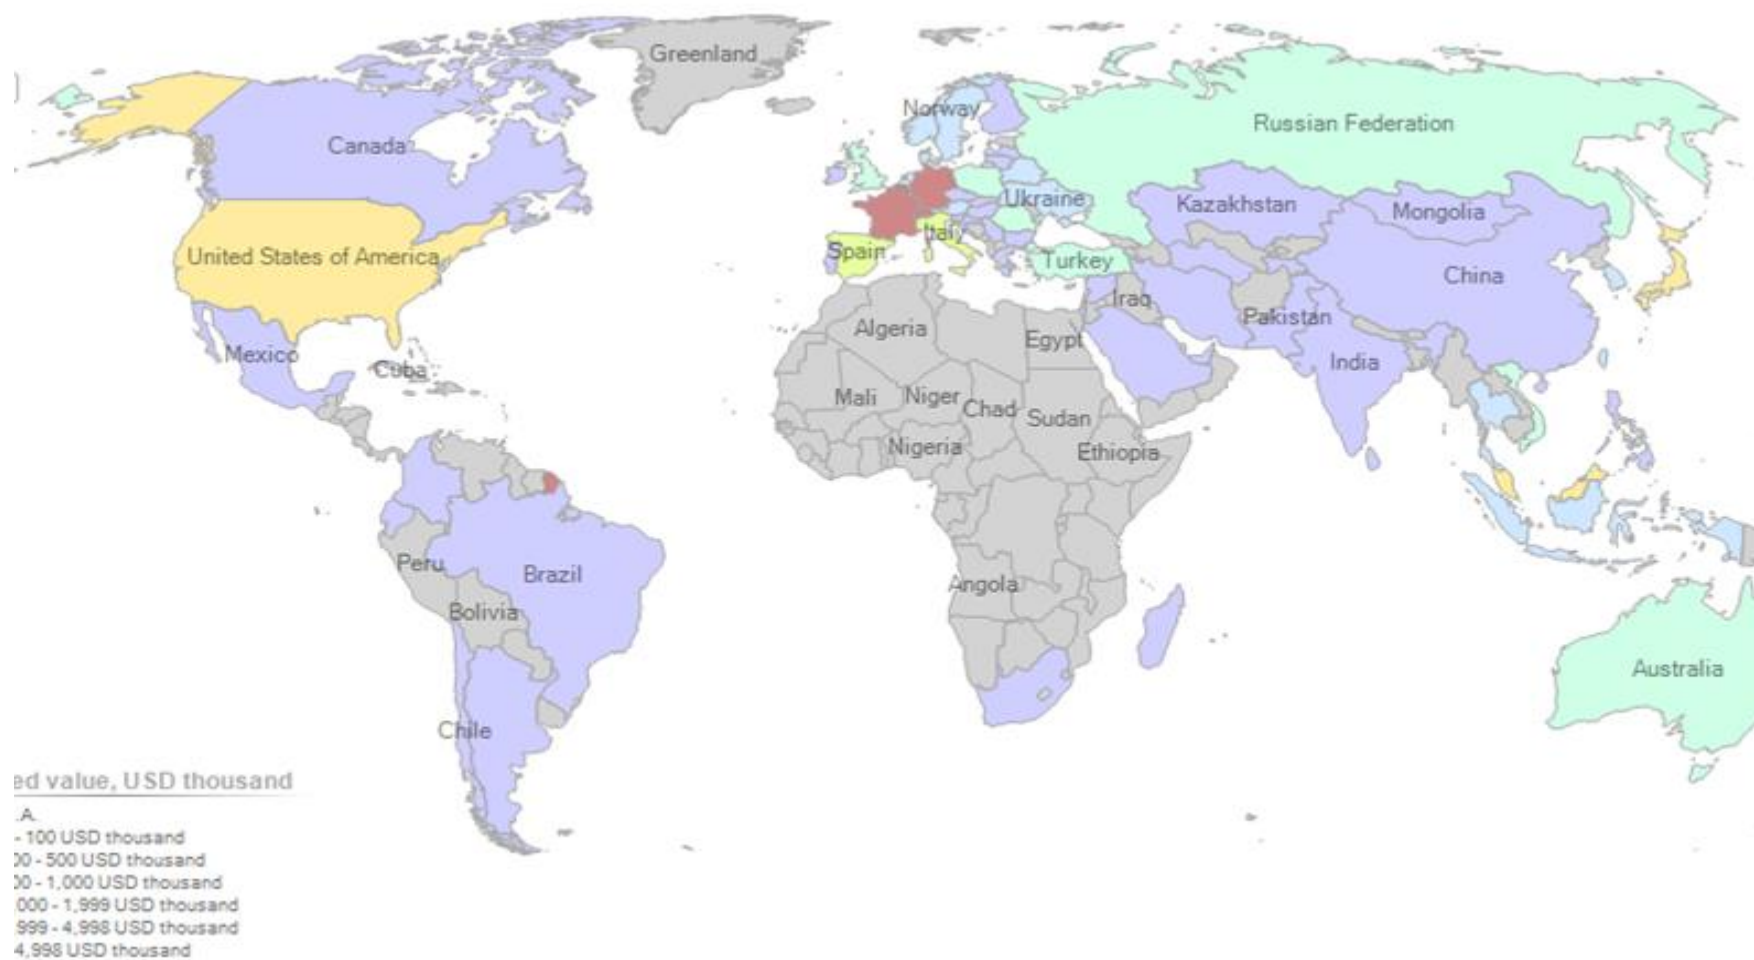 Greenland
Norway
Russian Federation
Canada
Ukraine
Kazakhstan
Mongolia
United States of America
Spain
Ital
Turkey
China
Iraq
Pakistan
Algeria
Egypt
Mexico
Cuba
India
Mali
Niger
Chad
Sudan
Nigeria
Ethiopia
Peru
Brazil
Angola
Bolivia
Australia
Chile
ed value, USD thousand
.A.
- 100 USD thousand
00 - 500 USD thousand
00 - 1,000 USD thousand
000 - 1,999 USD thousand
999 - 4,998 USD thousand
4,998 USD thousand